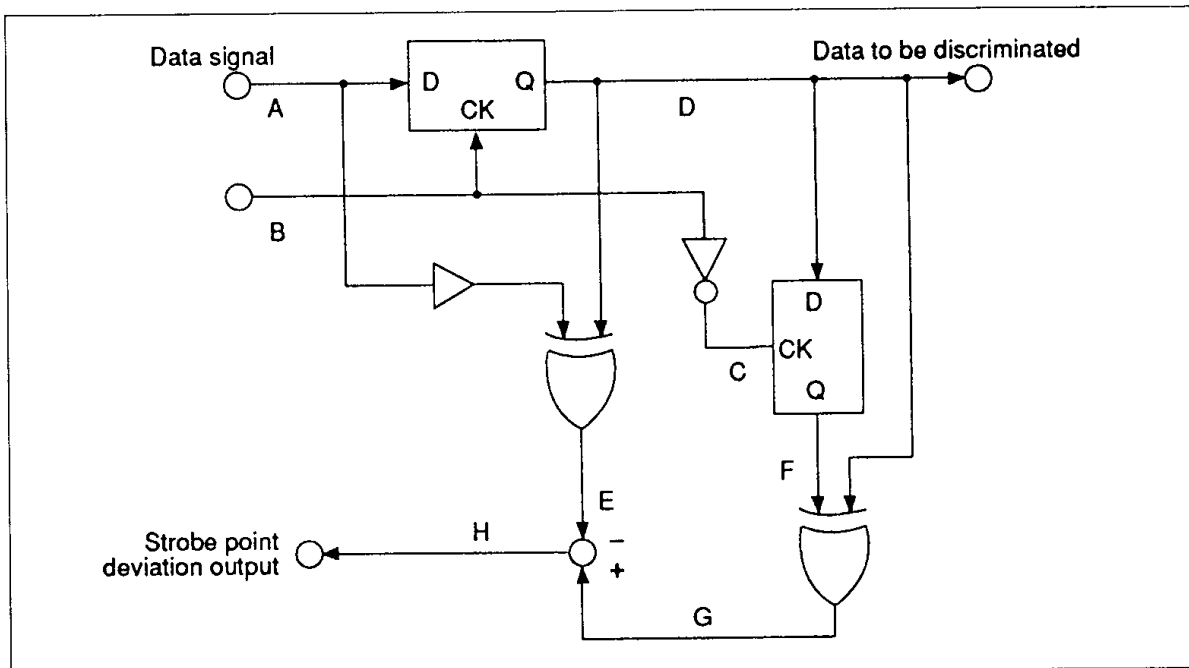 Data signal
Data to be discriminated
D Q
A
D
CK
B
D
C
CK
Q
F
E
H
−
Strobe point
deviation output
+
G